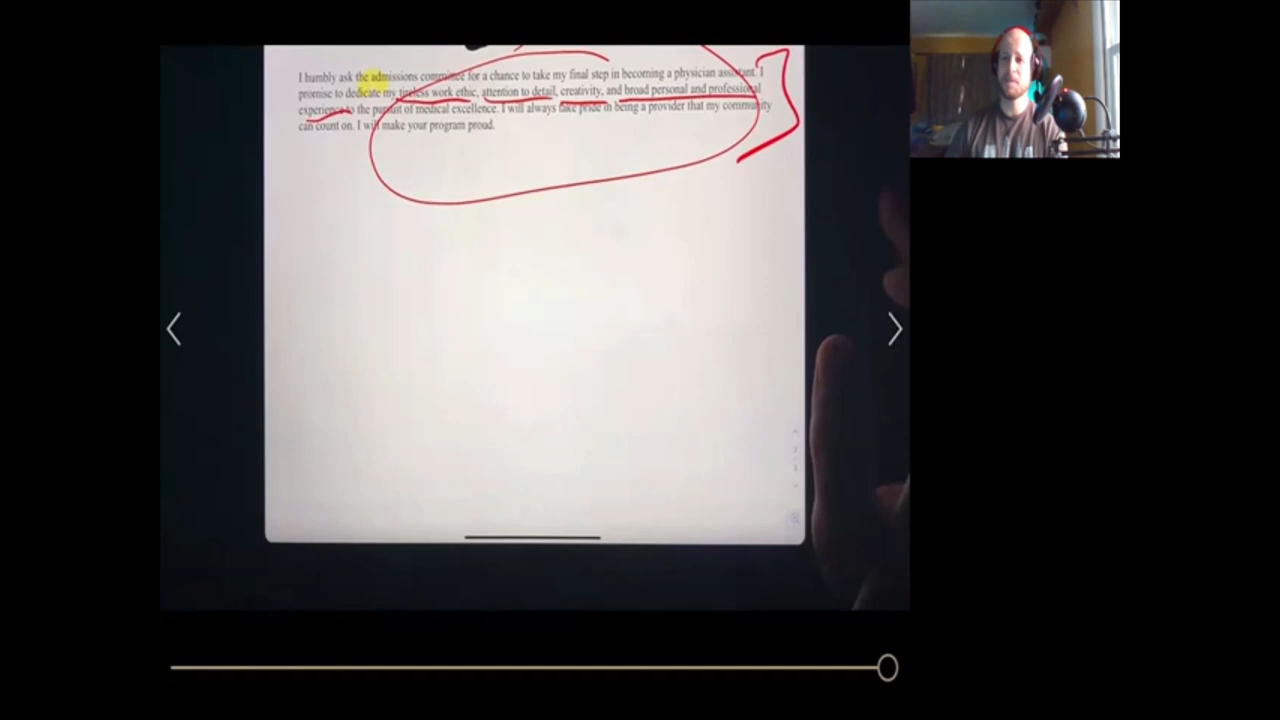 I humbly ask the admissions committee for a chance to take my final step in becoming a physician assistant. I
promise to dedicate my tireless work ethic, attention to detail, creativity, and broad personal and professional
experience to the pursuit of medical excellence. I will always take pride in being a provider that my community
can count on. I will make your program proud.